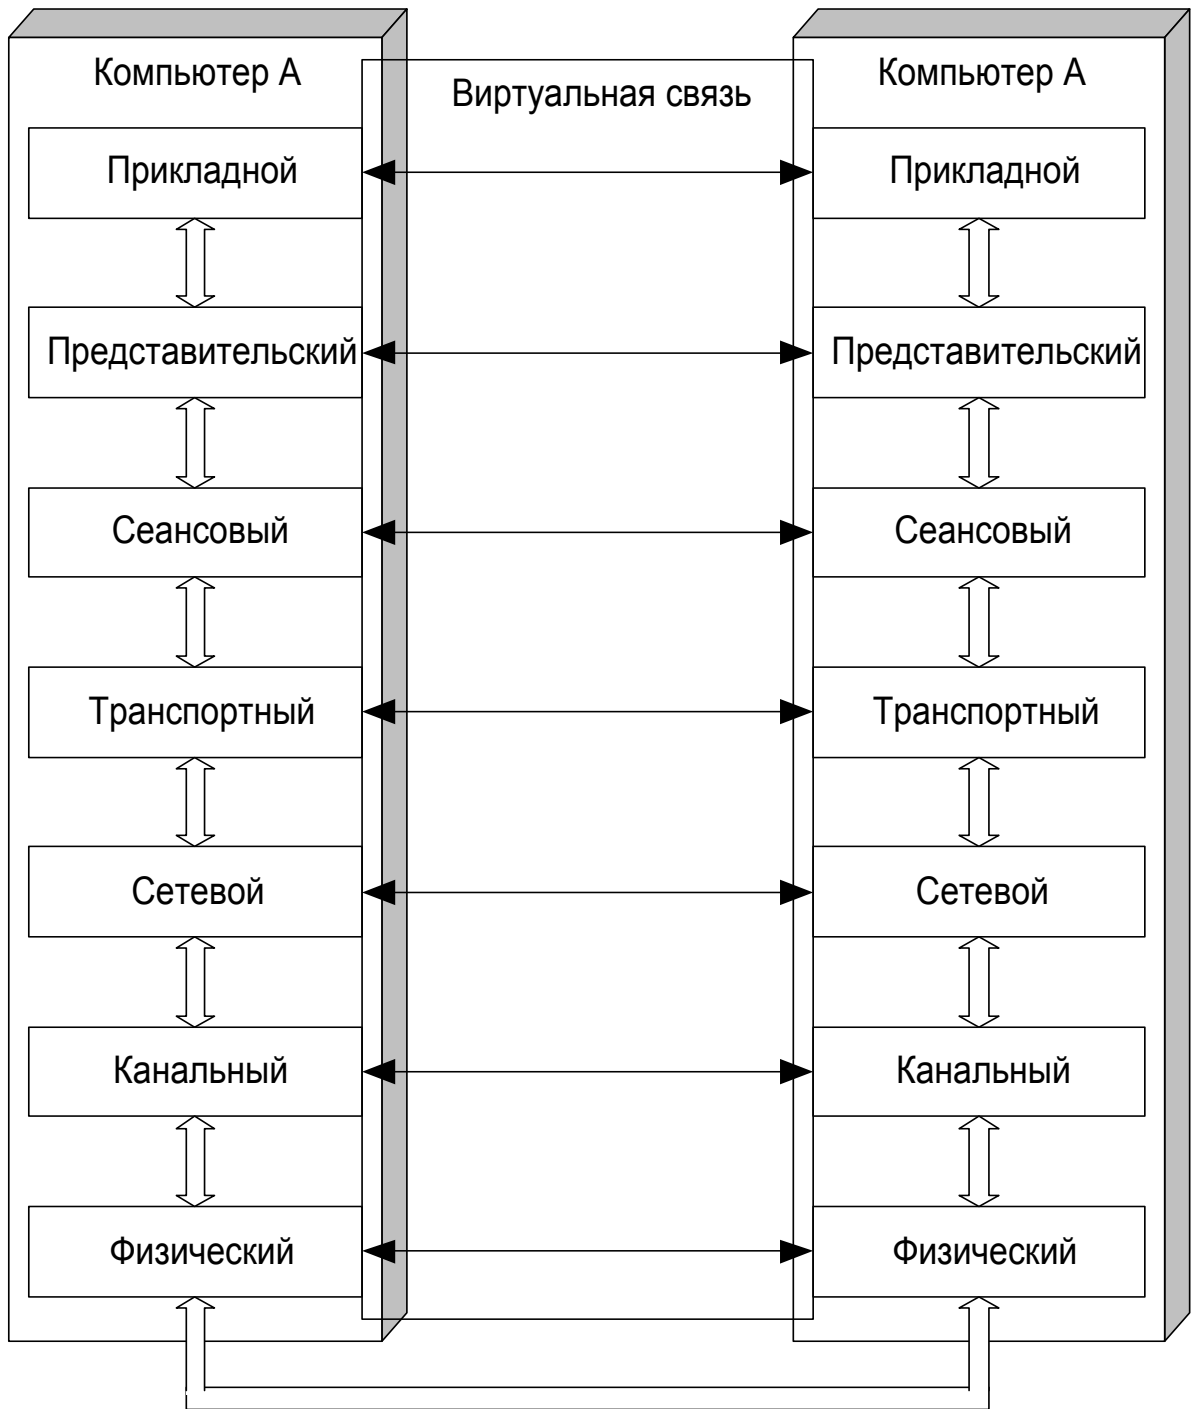 Компьютер А
Виртуальная связь
Компьютер А
Прикладной
Прикладной
Представительский
Представительский
Сеансовый
Сеансовый
Транспортный
Транспортный
Сетевой
Сетевой
Канальный
Канальный
Физический
Физический